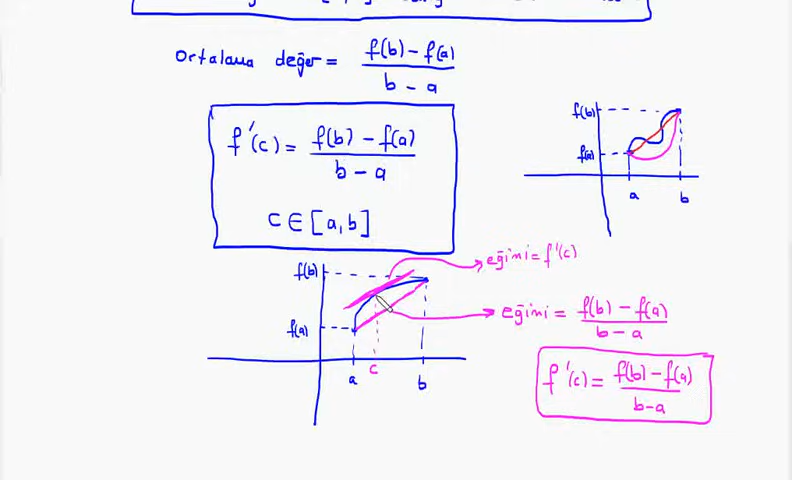 Ortalama değer = f(b) - f(a) / b - a
f'(c) = f(b) - f(a) / b - a
c ∈ [a,b]
f(b)
f(a)
a b
f(b)
f(a)
a c b
eğimi = f'(c)
eğimi = f(b) - f(a) / b - a
f'(c) = f(b) - f(a) / b-a